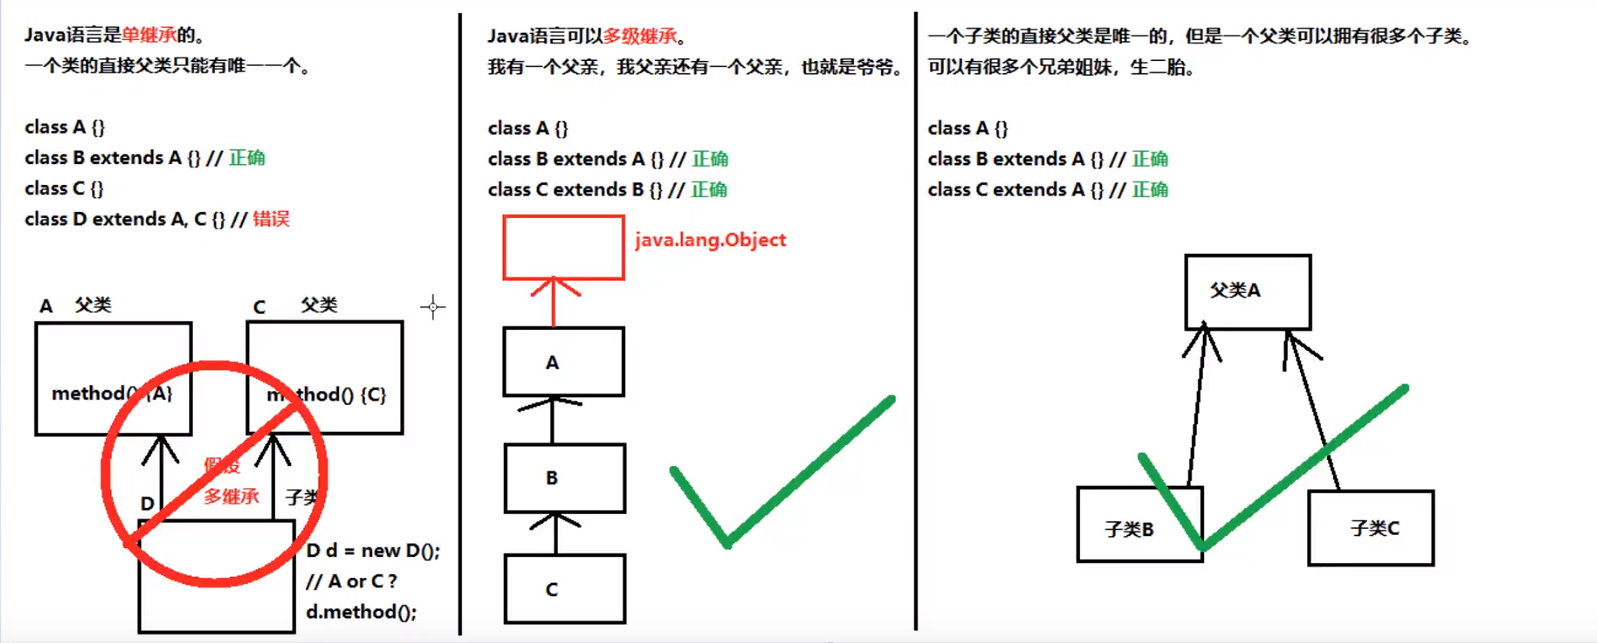 Java语言是单继承的。
一个类的直接父类只能有唯一一个。
class A {}
class B extends A {} // 正确
class C {}
class D extends A, C {} // 错误
A 父类
C 父类
method() {A}
method() {C}
假设
多继承
D
子类
D d = new D();
// A or C ?
d.method();
Java语言可以多级继承。
我有一个父亲，我父亲还有一个父亲，也就是爷爷。
class A {}
class B extends A {} // 正确
class C extends B {} // 正确
java.lang.Object
A
B
C
一个子类的直接父类是唯一的，但是一个父类可以拥有很多个子类。
可以有很多个兄弟姐妹，生二胎。
class A {}
class B extends A {} // 正确
class C extends A {} // 正确
父类A
子类B
子类C